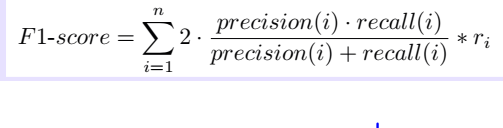 F1-score = \sum_{i=1}^{n} 2 \cdot \frac{precision(i) \cdot recall(i)}{precision(i) + recall(i)} * r_i